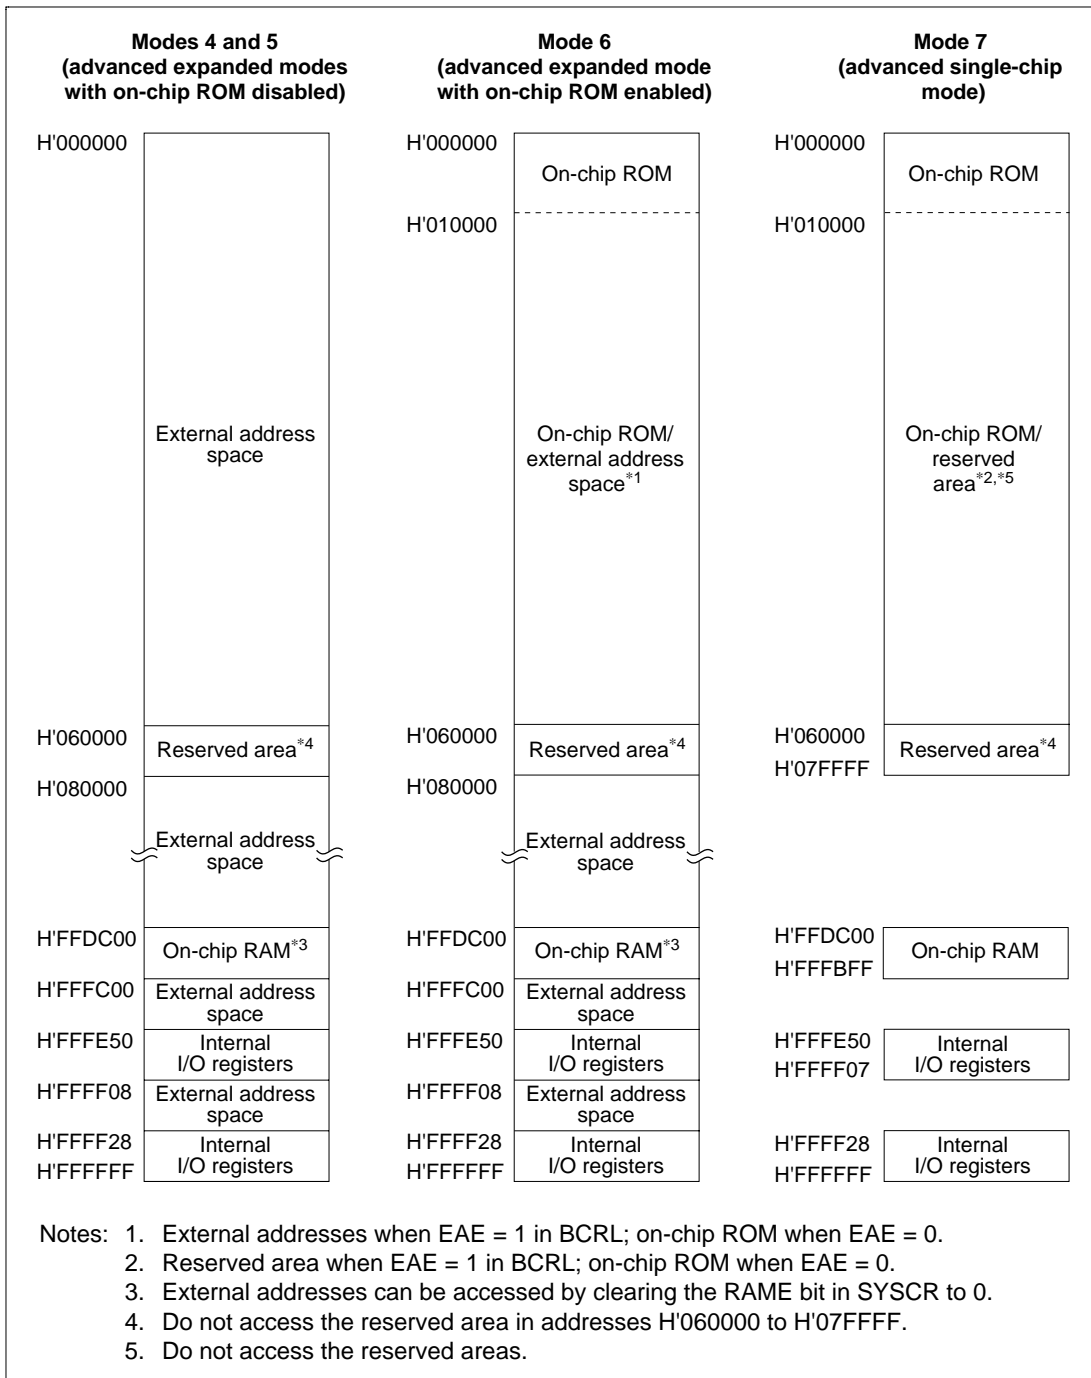 Modes 4 and 5
(advanced expanded modes
with on-chip ROM disabled)
Mode 6
(advanced expanded mode
with on-chip ROM enabled)
Mode 7
(advanced single-chip
mode)
H'000000
External address
space
H'060000
Reserved area*4
H'080000
External address
space
H'FFDC00
On-chip RAM*3
H'FFFC00
External address
space
H'FFFE50
Internal
I/O registers
H'FFFF08
External address
space
H'FFFF28
Internal
I/O registers
H'FFFFFF
H'000000
On-chip ROM
H'010000
On-chip ROM/
external address
space*1
H'060000
Reserved area*4
H'080000
External address
space
H'FFDC00
On-chip RAM*3
H'FFFC00
External address
space
H'FFFE50
Internal
I/O registers
H'FFFF08
External address
space
H'FFFF28
Internal
I/O registers
H'FFFFFF
H'000000
On-chip ROM
H'010000
On-chip ROM/
reserved
area*2,*5
H'060000
Reserved area*4
H'07FFFF
H'FFDC00
On-chip RAM
H'FFFBFF
H'FFFE50
Internal
I/O registers
H'FFFF07
H'FFFF28
Internal
I/O registers
H'FFFFFF
Notes: 1. External addresses when EAE = 1 in BCRL; on-chip ROM when EAE = 0.
2. Reserved area when EAE = 1 in BCRL; on-chip ROM when EAE = 0.
3. External addresses can be accessed by clearing the RAME bit in SYSCR to 0.
4. Do not access the reserved area in addresses H'060000 to H'07FFFF.
5. Do not access the reserved areas.